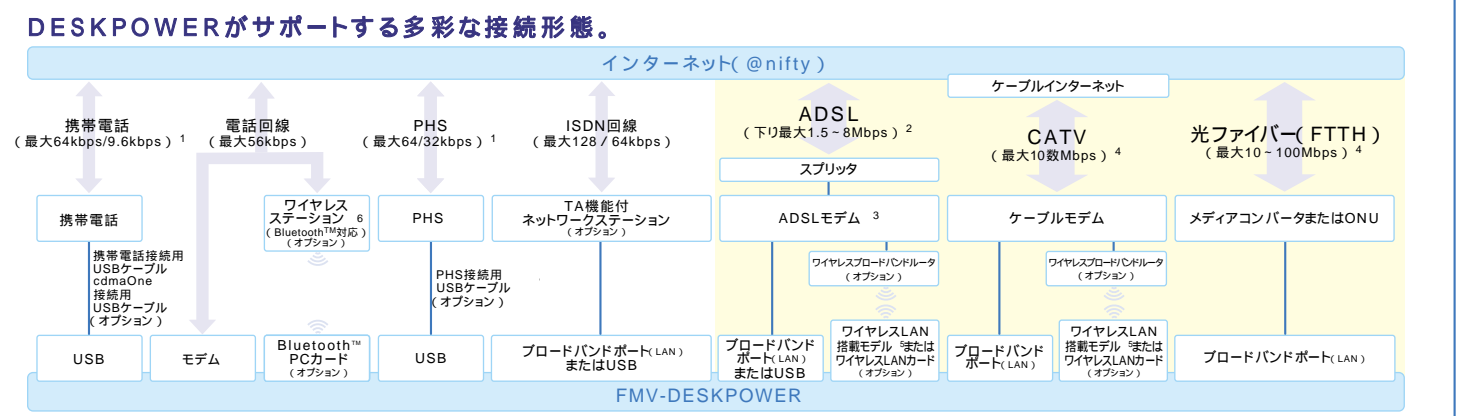 DESKPOWERがサポートする多彩な接続形態。
インターネット(@nifty)
携帯電話
(最大64kbps/9.6kbps) 1
電話回線
(最大56kbps)
PHS
(最大64/32kbps) 1
ISDN回線
(最大128/64kbps)
ADSL
(下り最大1.5~8Mbps) 2
ケーブルインターネット
CATV
(最大10数Mbps) 4
光ファイバー(FTTH)
(最大10~100Mbps) 4
スプリッタ
携帯電話
ワイヤレス
ステーション 6
(Bluetooth™対応)
(オプション)
PHS
TA機能付
ネットワークステーション
(オプション)
ADSLモデム 3
ケーブルモデム
メディアコンバータまたはONU
携帯電話接続用
USBケーブル
cdmaOne
接続用
USBケーブル
(オプション)
PHS接続用
USBケーブル
(オプション)
ワイヤレスブロードバンドルータ
(オプション)
ワイヤレスブロードバンドルータ
(オプション)
USB
モデム
Bluetooth™
PCカード
(オプション)
USB
ブロードバンドポート(LAN)
またはUSB
ブロードバンド
ポート(LAN)
またはUSB
ワイヤレスLAN
搭載モデル 5または
ワイヤレスLANカード
(オプション)
ブロードバンド
ポート(LAN)
ワイヤレスLAN
搭載モデル 5または
ワイヤレスLANカード
(オプション)
ブロードバンドポート(LAN)
FMV-DESKPOWER